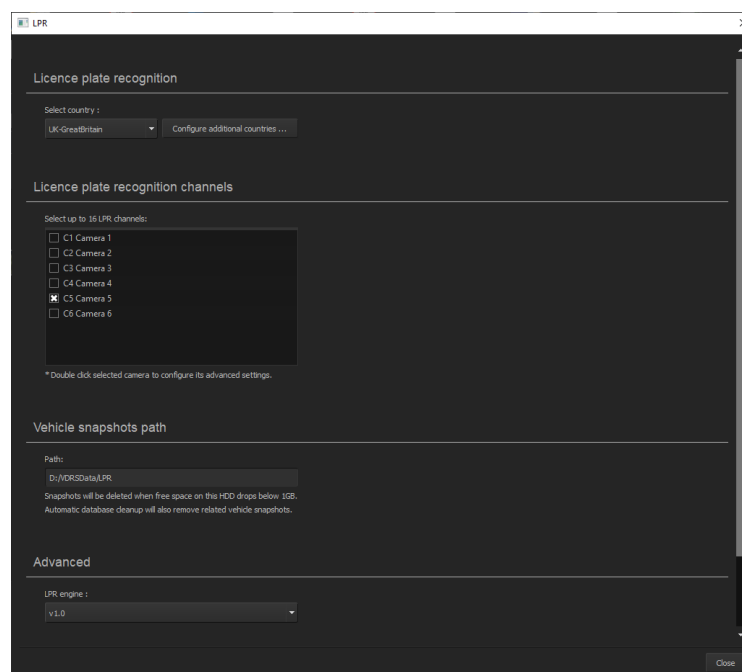 LPR
Licence plate recognition
Select country :
UK-GreatBritain
Configure additional countries ...
Licence plate recognition channels
Select up to 16 LPR channels:
C1 Camera 1
C2 Camera 2
C3 Camera 3
C4 Camera 4
C5 Camera 5
C6 Camera 6
* Double click selected camera to configure its advanced settings.
Vehicle snapshots path
Path:
D:/VDRSData/LPR
Snapshots will be deleted when free space on this HDD drops below 1GB.
Automatic database cleanup will also remove related vehicle snapshots.
Advanced
LPR engine :
v1.0
Close